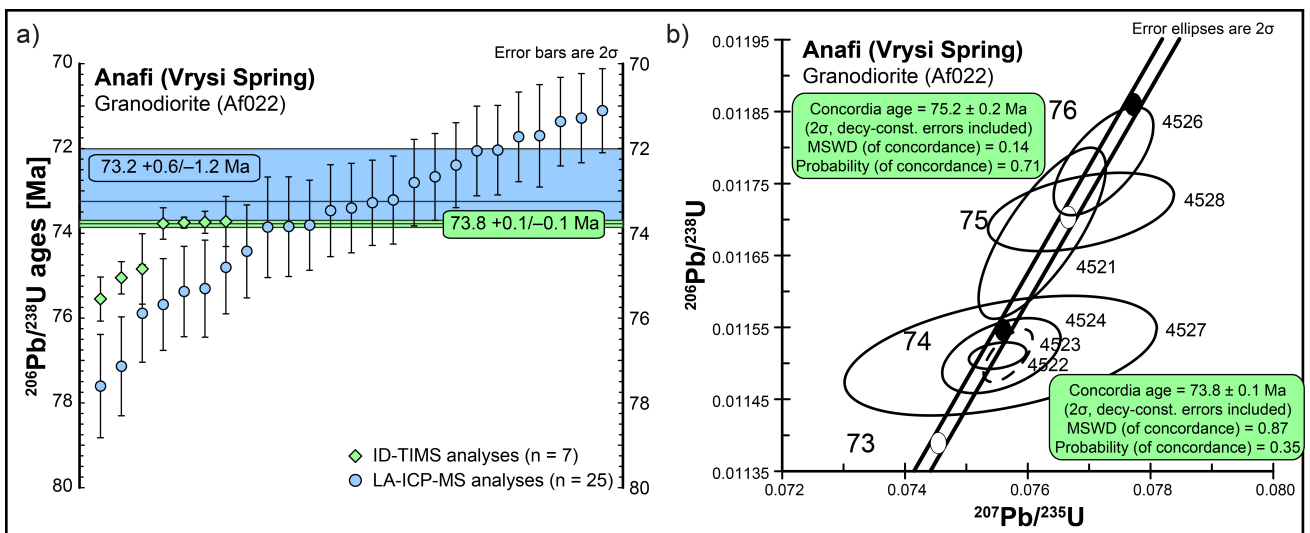 a)
Error bars are 2σ
Anafi (Vrysi Spring)
Granodiorite (Af022)
73.2 +0.6/–1.2 Ma
73.8 +0.1/–0.1 Ma
206Pb/238U ages [Ma]
70
72
74
76
78
80
70
72
74
76
78
80
ID-TIMS analyses (n = 7)
LA-ICP-MS analyses (n = 25)
b)
Error ellipses are 2σ
Anafi (Vrysi Spring)
Granodiorite (Af022)
Concordia age = 75.2 ± 0.2 Ma
(2σ, decy-const. errors included)
MSWD (of concordance) = 0.14
Probability (of concordance) = 0.71
76
75
74
73
4526
4528
4521
4524
4527
4523
4522
Concordia age = 73.8 ± 0.1 Ma
(2σ, decy-const. errors included)
MSWD (of concordance) = 0.87
Probability (of concordance) = 0.35
206Pb/238U
0.01195
0.01185
0.01175
0.01165
0.01155
0.01145
0.01135
0.072
0.074
0.076
0.078
0.080
207Pb/235U